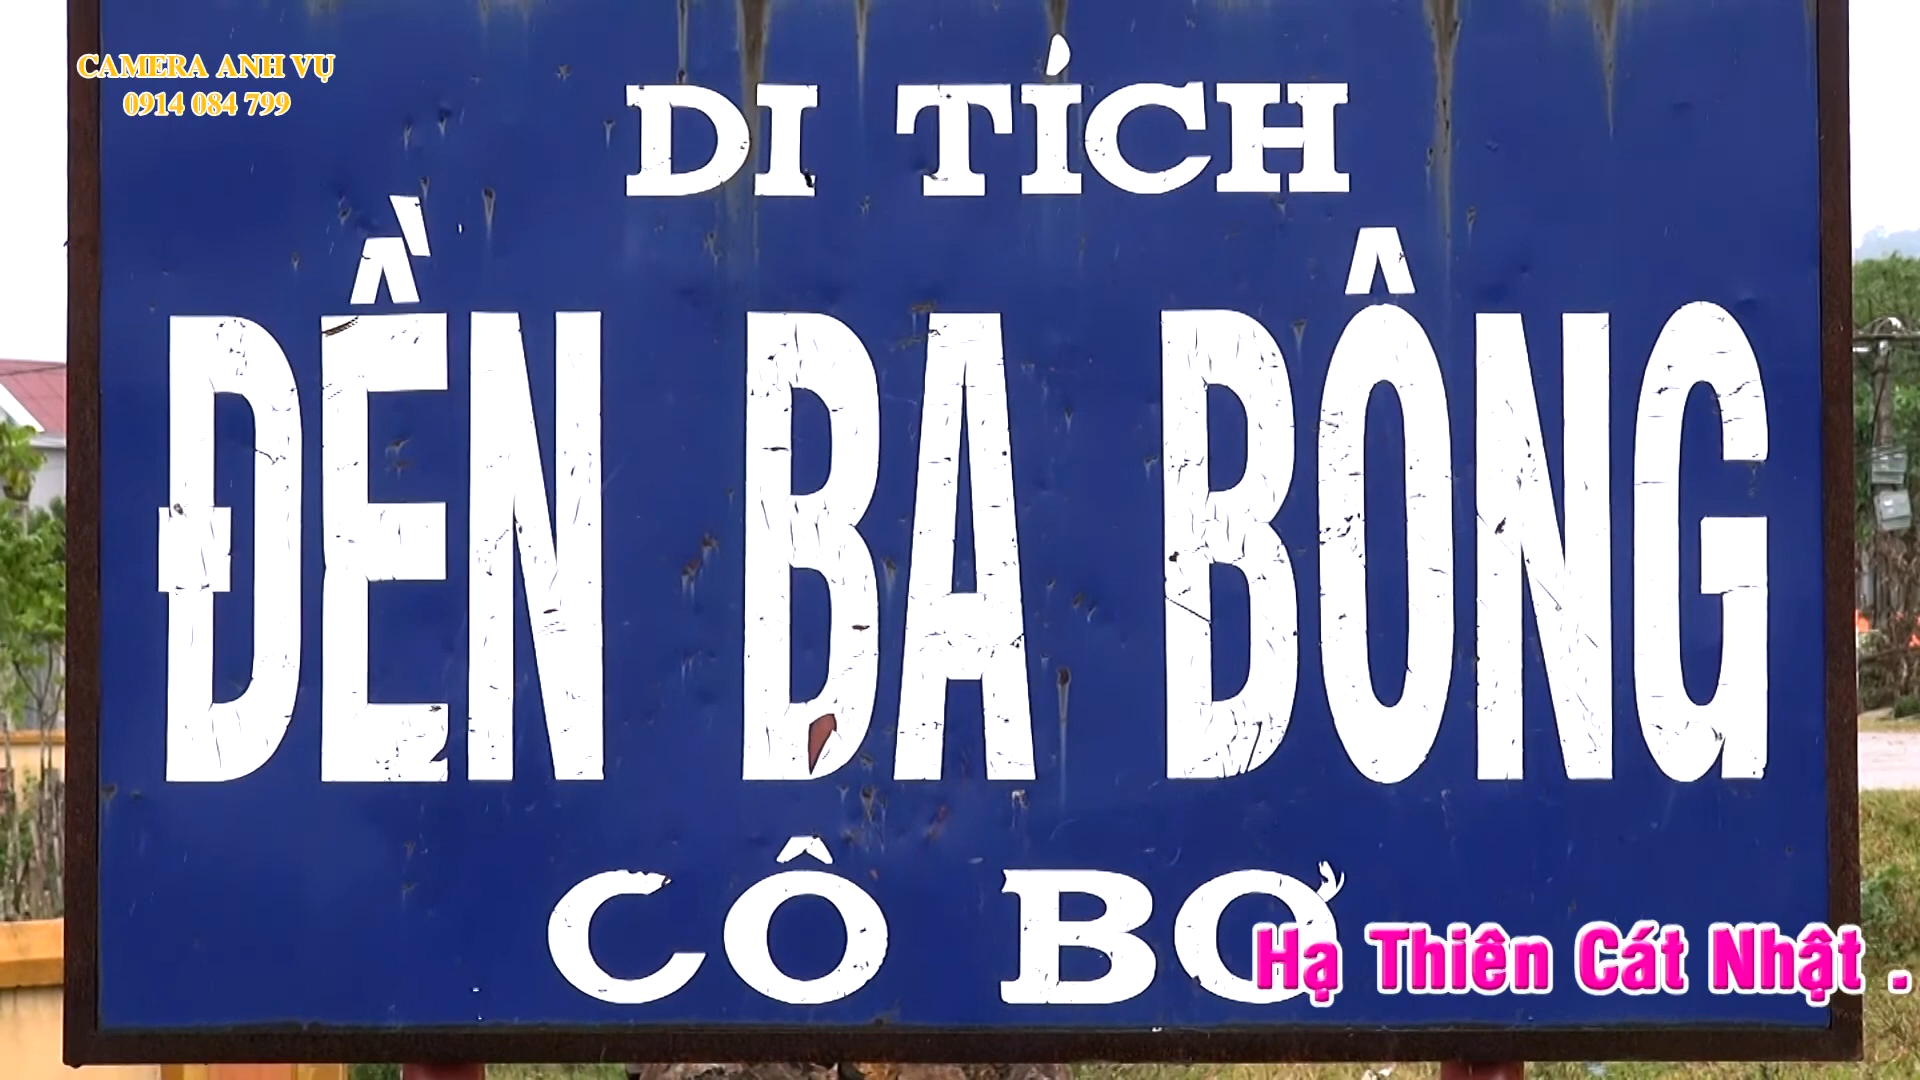 CAMERA ANH VỤ
0914 084 799
DI TÍCH
ĐỀN BA BÔNG
CÔ BƠ
Hạ Thiên Cát Nhật .